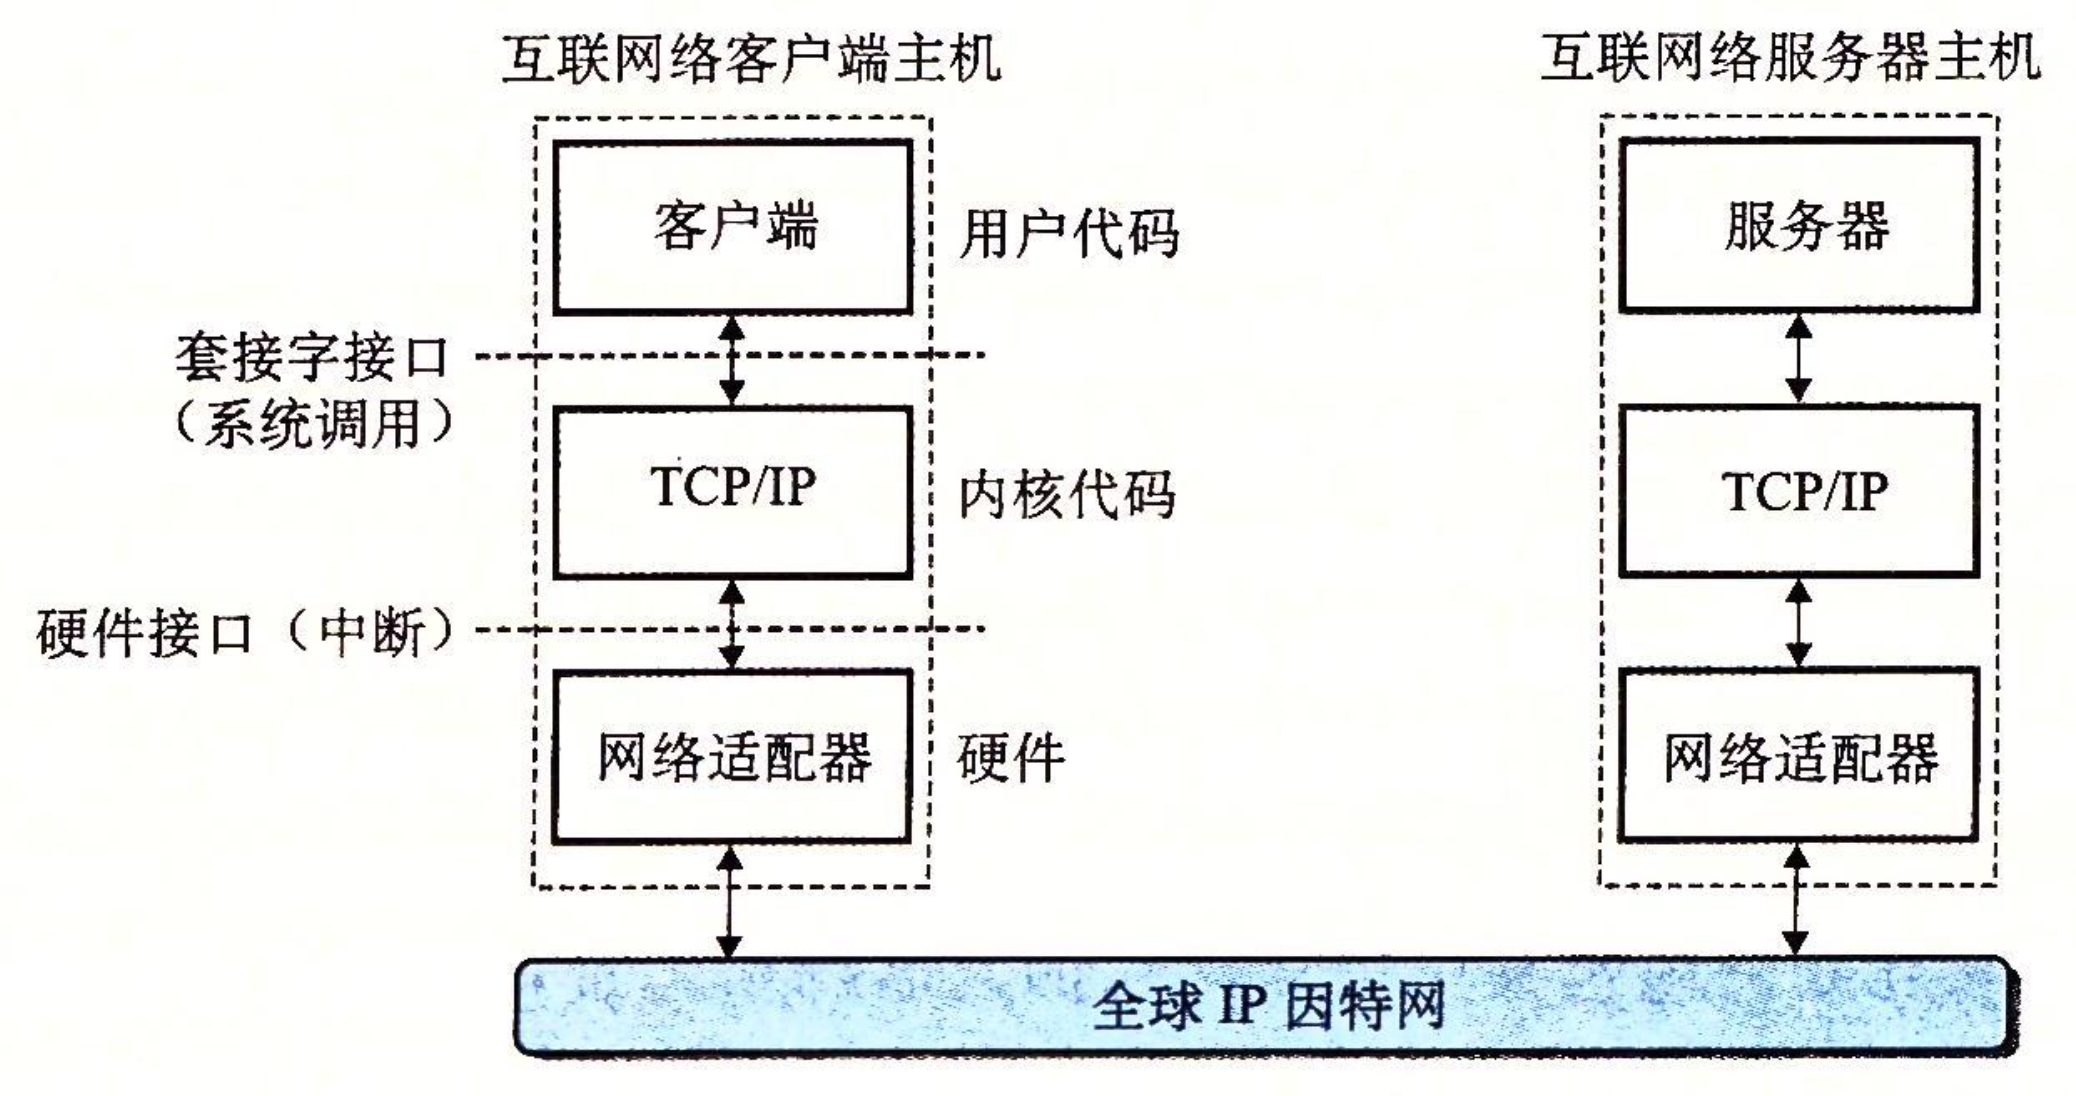 互联网络客户端主机
互联网络服务器主机
客户端
用户代码
服务器
套接字接口
（系统调用）
TCP/IP
内核代码
TCP/IP
硬件接口（中断）
网络适配器
硬件
网络适配器
全球 IP 因特网